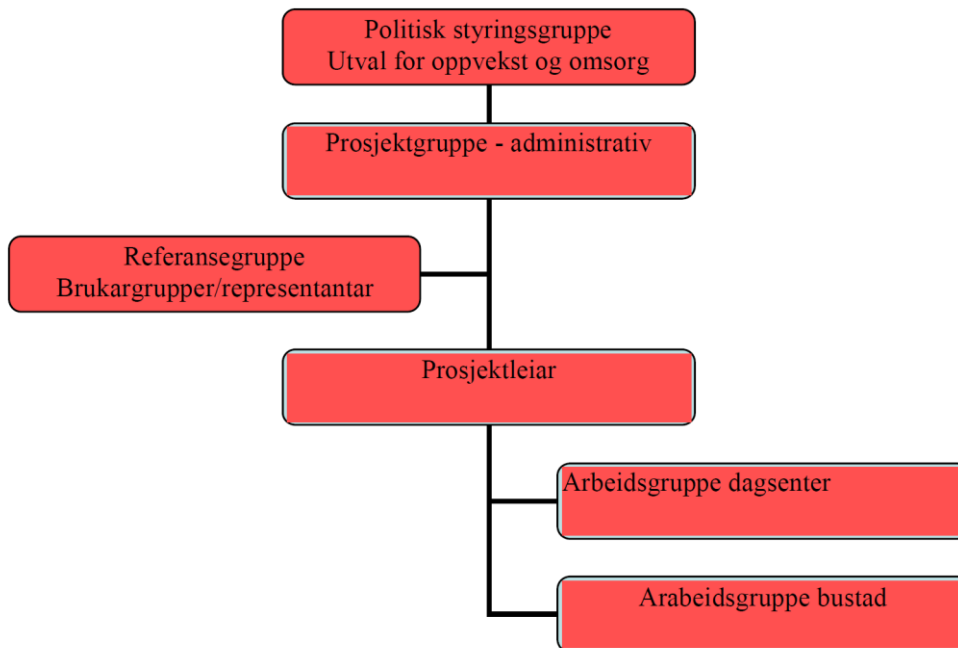 Politisk styringsgruppe
Utval for oppvekst og omsorg
Prosjektgruppe - administrativ
Referansegruppe
Brukargrupper/representantar
Prosjektleiar
Arbeidsgruppe dagsenter
Arabeidsgruppe bustad